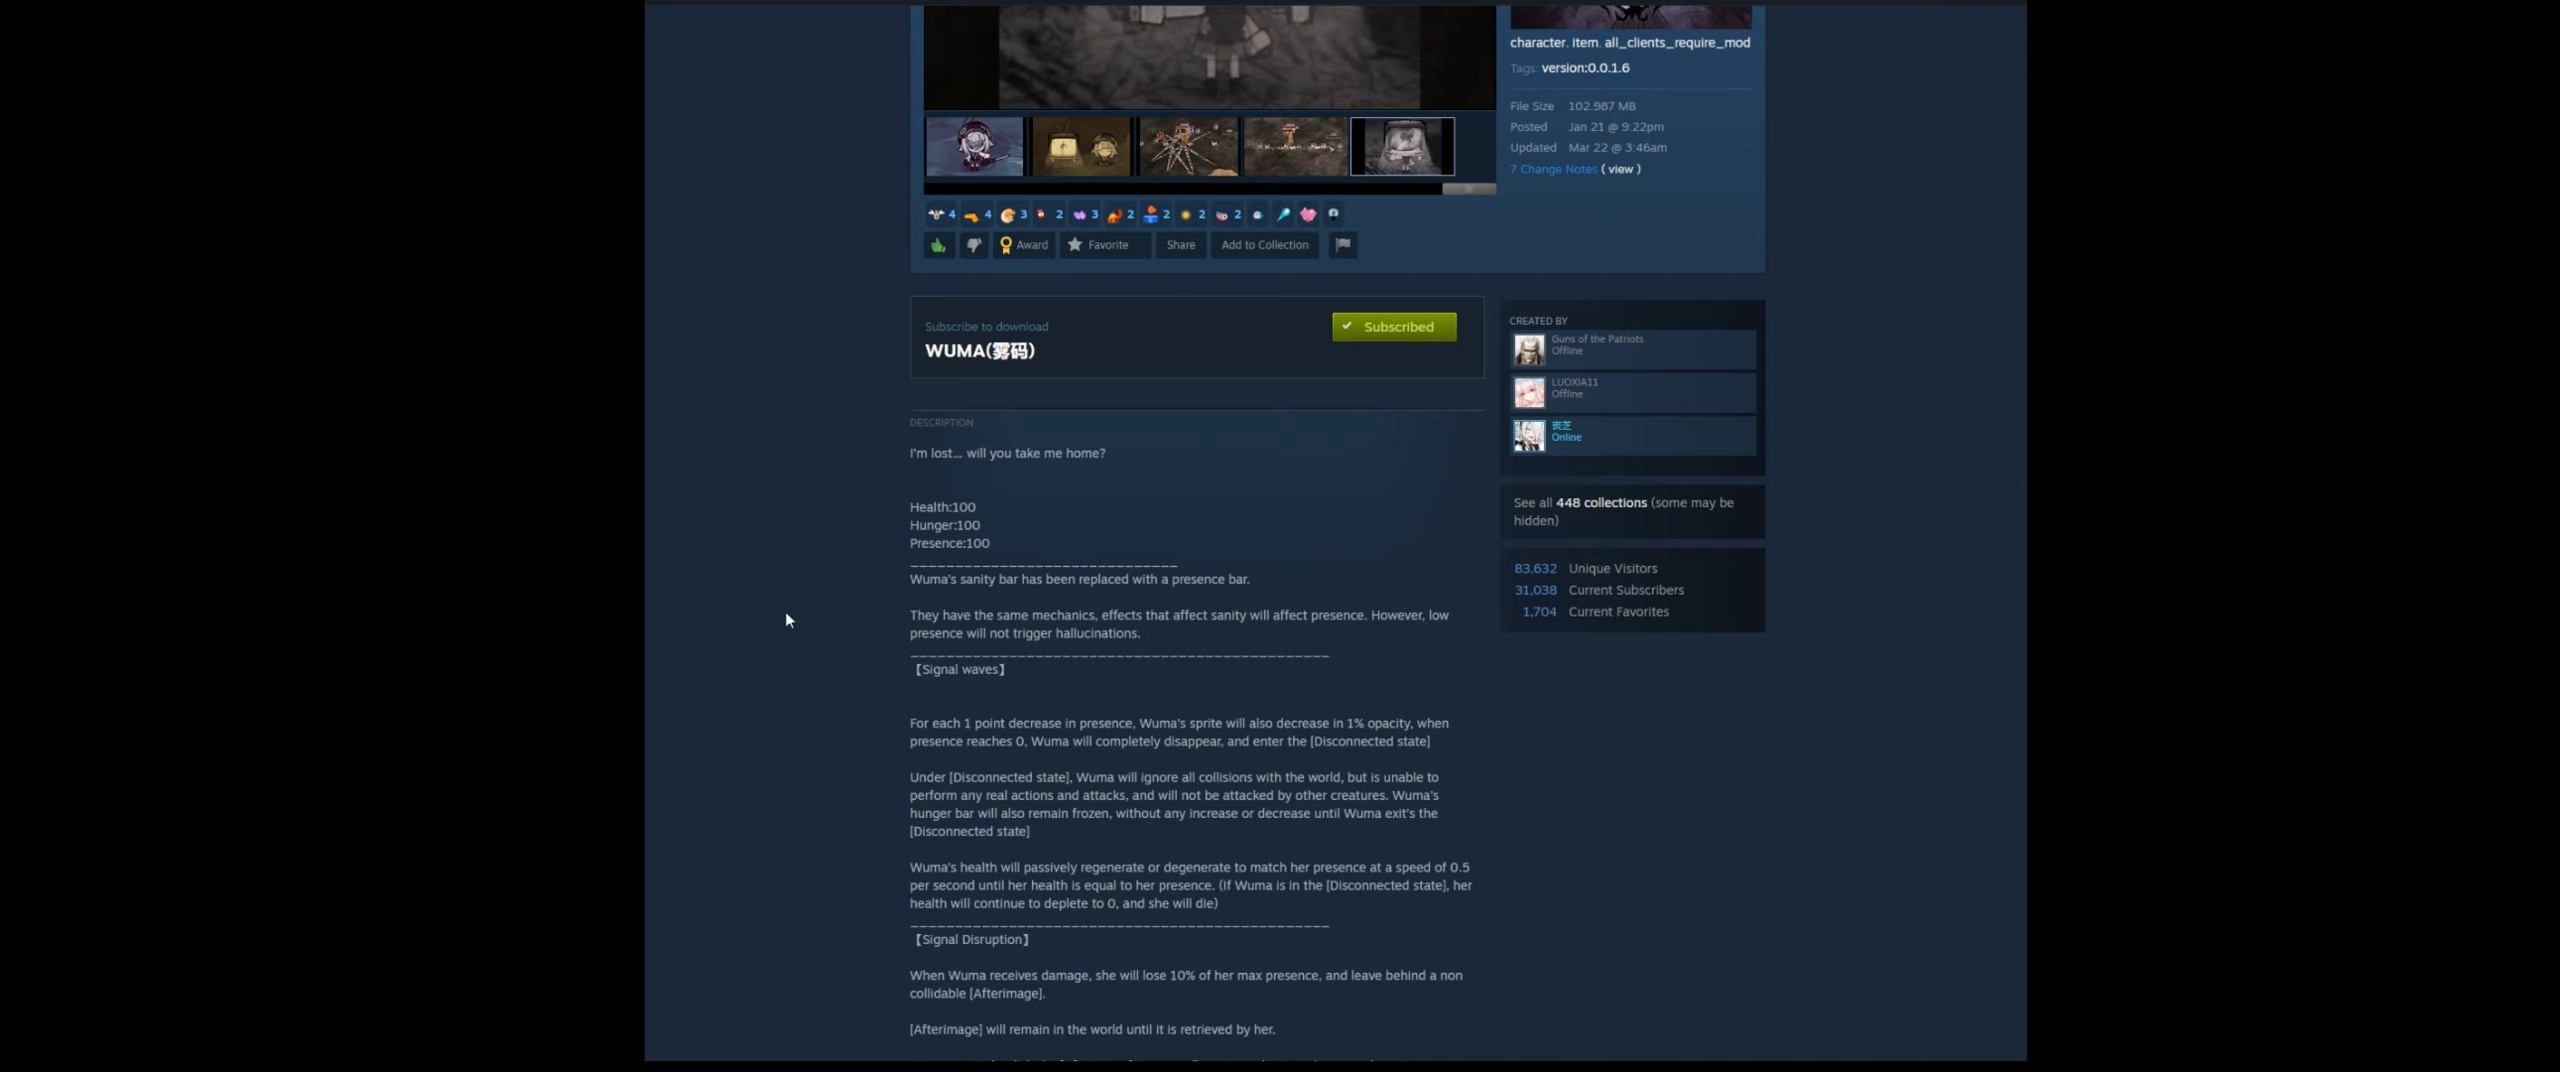 character, item, all_clients_require_mod
Tags: version:0.0.1.6
File Size 102.987 MB
Posted Jan 21 @ 9:22pm
Updated Mar 22 @ 3:46am
7 Change Notes ( view )
4 4 3 2 3 2 2 2 2
Award Favorite Share Add to Collection
Subscribe to download
WUMA(雾码)
Subscribed
CREATED BY
Guns of the Patriots
Offline
LUOXIA11
Offline
丧芝
Online
See all 448 collections (some may be
hidden)
83,632 Unique Visitors
31,038 Current Subscribers
1,704 Current Favorites
DESCRIPTION
I'm lost... will you take me home?
Health:100
Hunger:100
Presence:100
______________________________
Wuma's sanity bar has been replaced with a presence bar.
They have the same mechanics, effects that affect sanity will affect presence. However, low
presence will not trigger hallucinations.
_______________________________________________
【Signal waves】
For each 1 point decrease in presence, Wuma's sprite will also decrease in 1% opacity, when
presence reaches 0, Wuma will completely disappear, and enter the [Disconnected state]
Under [Disconnected state], Wuma will ignore all collisions with the world, but is unable to
perform any real actions and attacks, and will not be attacked by other creatures. Wuma's
hunger bar will also remain frozen, without any increase or decrease until Wuma exit's the
[Disconnected state]
Wuma's health will passively regenerate or degenerate to match her presence at a speed of 0.5
per second until her health is equal to her presence. (If Wuma is in the [Disconnected state], her
health will continue to deplete to 0, and she will die)
_______________________________________________
【Signal Disruption】
When Wuma receives damage, she will lose 10% of her max presence, and leave behind a non
collidable [Afterimage].
[Afterimage] will remain in the world until it is retrieved by her.